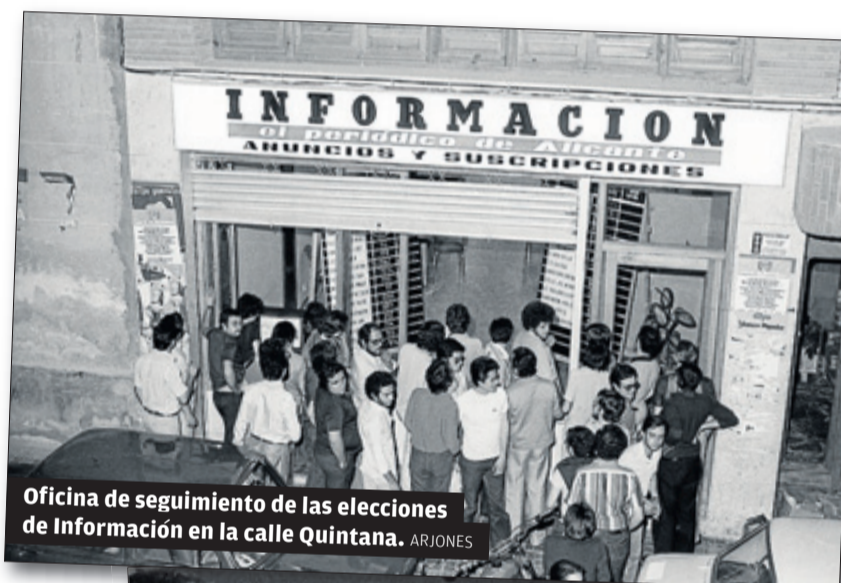 INFORMACION
el periódico de Alicante
ANUNCIOS Y SUSCRIPCIONES
Oficina de seguimiento de las elecciones
de Información en la calle Quintana. ARJONES